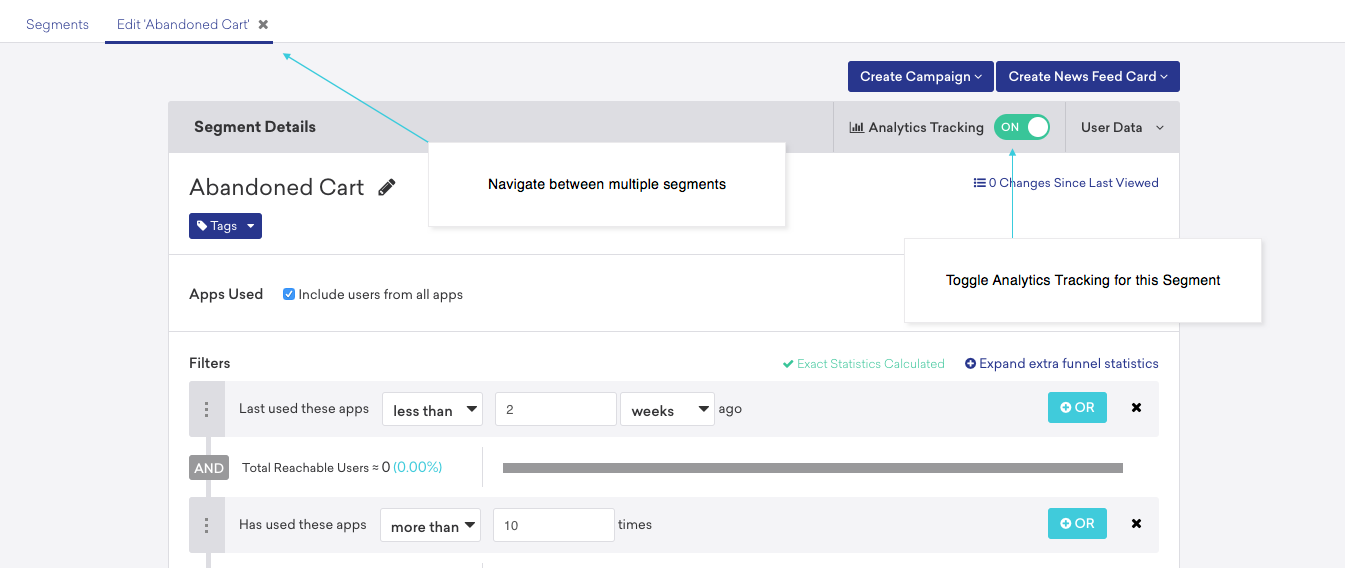 Segments Edit 'Abandoned Cart' ✖
Create Campaign Create News Feed Card
Segment Details Analytics Tracking ON User Data
Navigate between multiple segments
Abandoned Cart
0 Changes Since Last Viewed
Tags
Toggle Analytics Tracking for this Segment
Apps Used Include users from all apps
Filters Exact Statistics Calculated Expand extra funnel statistics
Last used these apps less than 2 weeks ago OR ✖
AND Total Reachable Users ≈ 0 (0.00%)
Has used these apps more than 10 times OR ✖